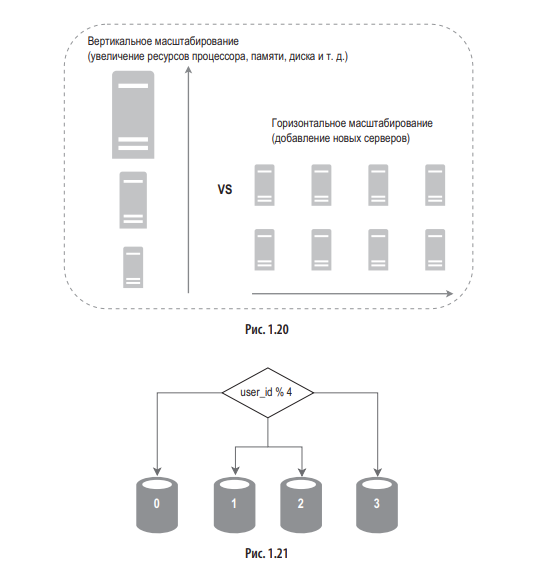 Вертикальное масштабирование
(увеличение ресурсов процессора, памяти, диска и т. д.)
Горизонтальное масштабирование
(добавление новых серверов)
VS
Рис. 1.20
user_id % 4
0
1
2
3
Рис. 1.21